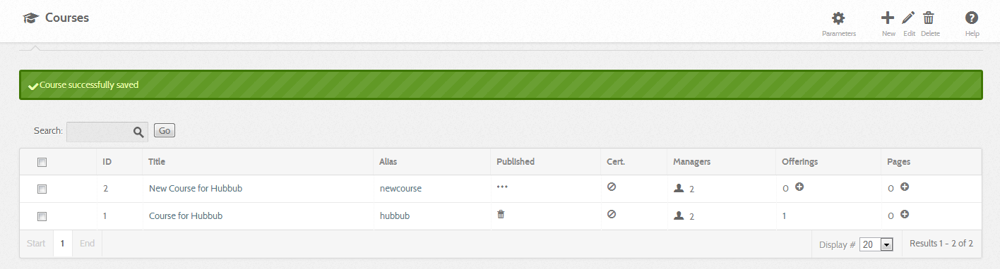 Courses
Parameters New Edit Delete Help
Course successfully saved
Search: Go
ID Title Alias Published Cert. Managers Offerings Pages
2 New Course for Hubbub newcourse 2 0 0
1 Course for Hubbub hubbub 2 1 0
Start 1 End Display # 20 Results 1 - 2 of 2